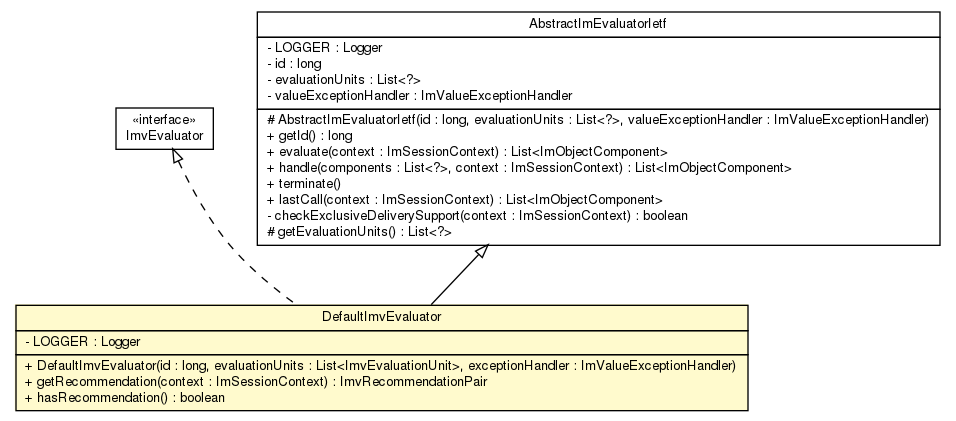 AbstractImEvaluatorIetf
- LOGGER : Logger
- id : long
- evaluationUnits : List<?>
- valueExceptionHandler : ImValueExceptionHandler
# AbstractImEvaluatorIetf(id : long, evaluationUnits : List<?>, valueExceptionHandler : ImValueExceptionHandler)
+ getId() : long
+ evaluate(context : ImSessionContext) : List<ImObjectComponent>
+ handle(components : List<?>, context : ImSessionContext) : List<ImObjectComponent>
+ terminate()
+ lastCall(context : ImSessionContext) : List<ImObjectComponent>
- checkExclusiveDeliverySupport(context : ImSessionContext) : boolean
# getEvaluationUnits() : List<?>
«interface»
ImvEvaluator
DefaultImvEvaluator
- LOGGER : Logger
+ DefaultImvEvaluator(id : long, evaluationUnits : List<ImvEvaluationUnit>, exceptionHandler : ImValueExceptionHandler)
+ getRecommendation(context : ImSessionContext) : ImvRecommendationPair
+ hasRecommendation() : boolean